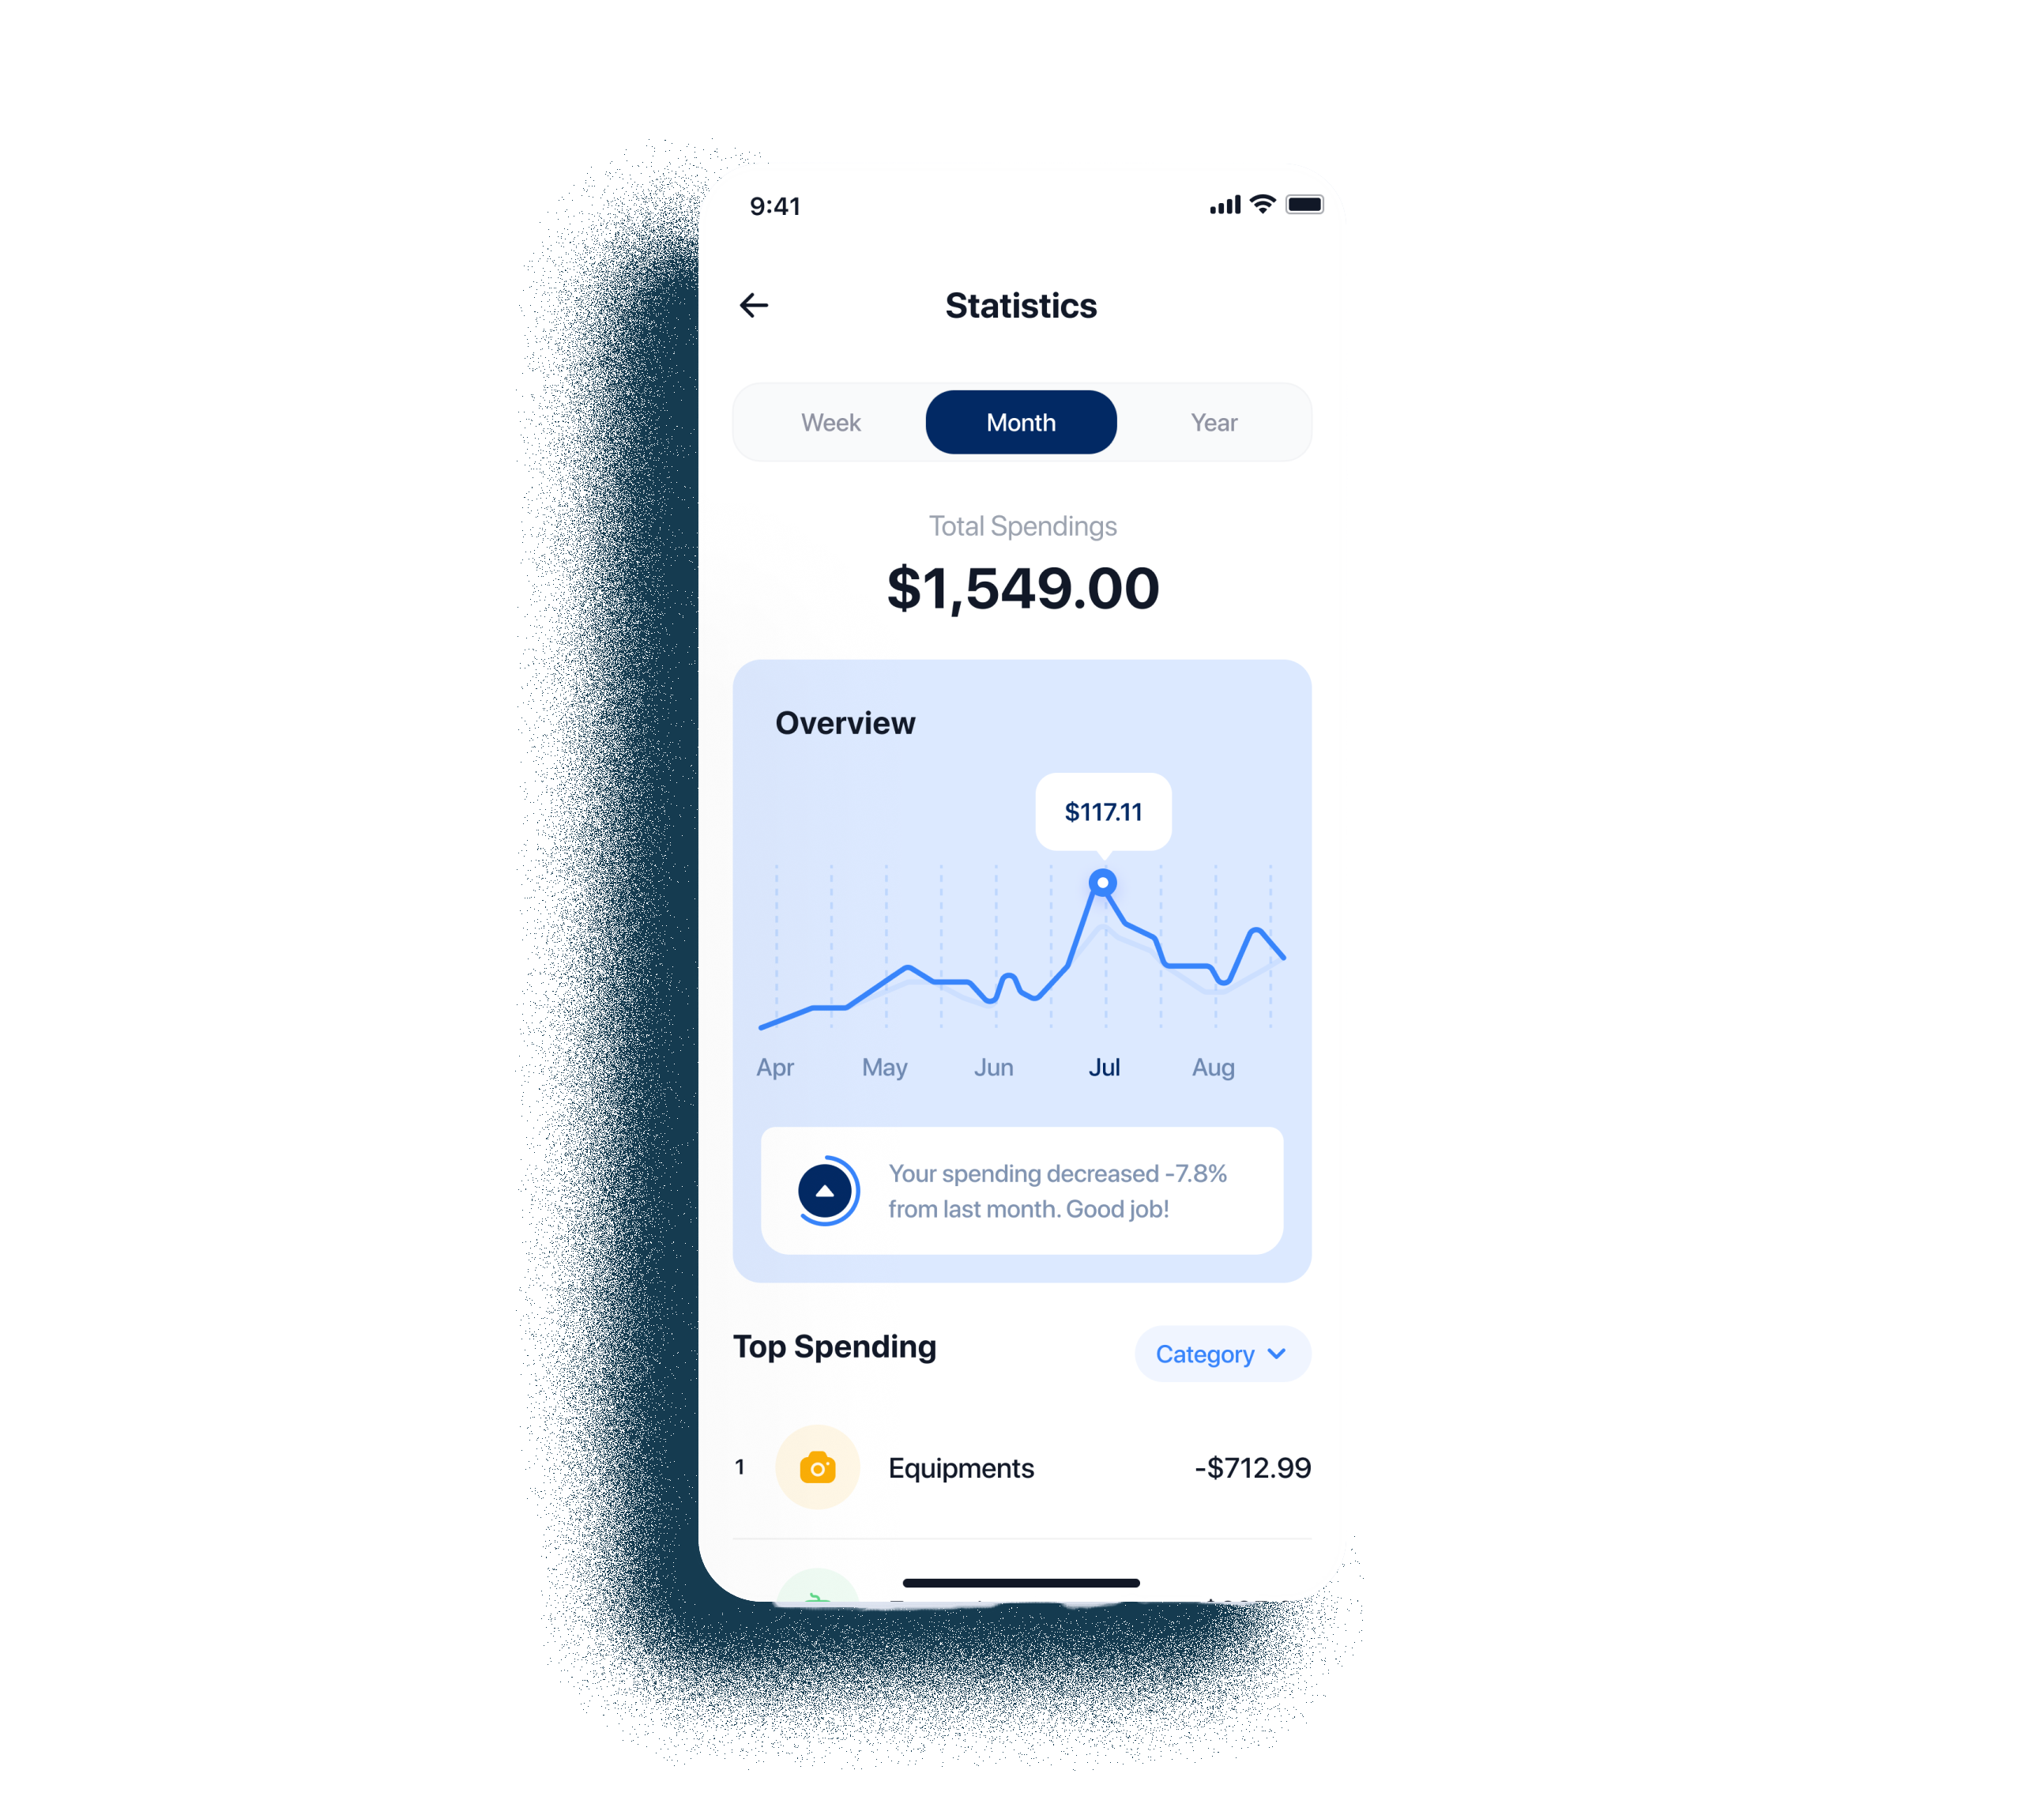 9:41
Statistics
Week Month Year
Total Spendings
$1,549.00
Overview
$117.11
Apr May Jun Jul Aug
Your spending decreased -7.8%
from last month. Good job!
Top Spending
Category
1 Equipments -$712.99